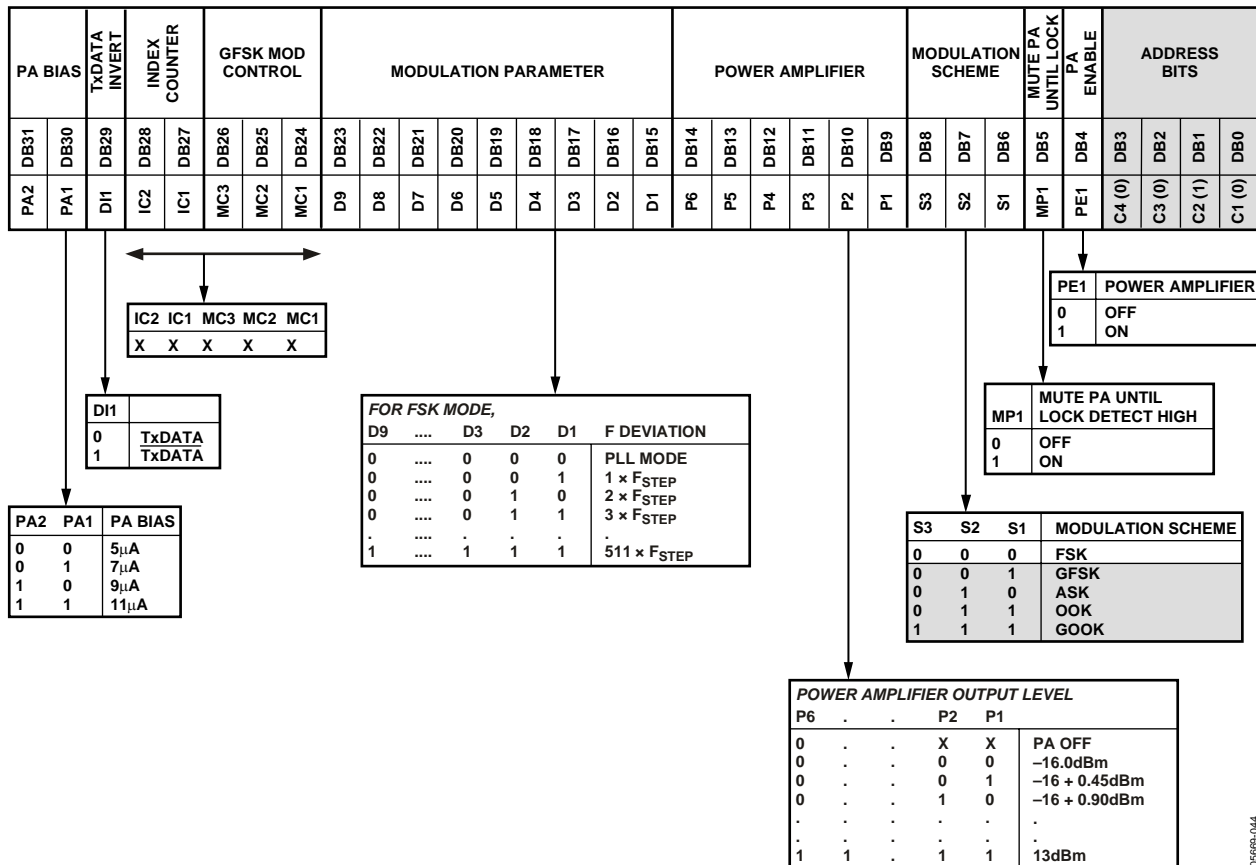 PA BIAS TxDATA INVERT INDEX COUNTER GFSK MOD CONTROL MODULATION PARAMETER POWER AMPLIFIER MODULATION SCHEME MUTE PA UNTIL LOCK PA ENABLE ADDRESS BITS
DB31 DB30 DB29 DB28 DB27 DB26 DB25 DB24 DB23 DB22 DB21 DB20 DB19 DB18 DB17 DB16 DB15 DB14 DB13 DB12 DB11 DB10 DB9 DB8 DB7 DB6 DB5 DB4 DB3 DB2 DB1 DB0
PA2 PA1 DI1 IC2 IC1 MC3 MC2 MC1 D9 D8 D7 D6 D5 D4 D3 D2 D1 P6 P5 P4 P3 P2 P1 S3 S2 S1 MP1 PE1 C4 (0) C3 (0) C2 (1) C1 (0)
IC2 IC1 MC3 MC2 MC1
X X X X X
PE1 POWER AMPLIFIER
0 OFF
1 ON
DI1
0 TxDATA
1 TxDATA
FOR FSK MODE,
D9 .... D3 D2 D1 F DEVIATION
0 .... 0 0 0 PLL MODE
0 .... 0 0 1 1 × FSTEP
0 .... 0 1 0 2 × FSTEP
0 .... 0 1 1 3 × FSTEP
. .... . . . .
1 .... 1 1 1 511 × FSTEP
MP1 MUTE PA UNTIL LOCK DETECT HIGH
0 OFF
1 ON
PA2 PA1 PA BIAS
0 0 5µA
0 1 7µA
1 0 9µA
1 1 11µA
S3 S2 S1 MODULATION SCHEME
0 0 0 FSK
0 0 1 GFSK
0 1 0 ASK
0 1 1 OOK
1 1 1 GOOK
POWER AMPLIFIER OUTPUT LEVEL
P6 . . P2 P1
0 . . X X PA OFF
0 . . 0 0 –16.0dBm
0 . . 0 1 –16 + 0.45dBm
0 . . 1 0 –16 + 0.90dBm
. . . . . .
. . . . . .
1 1 . 1 1 13dBm
05669-044